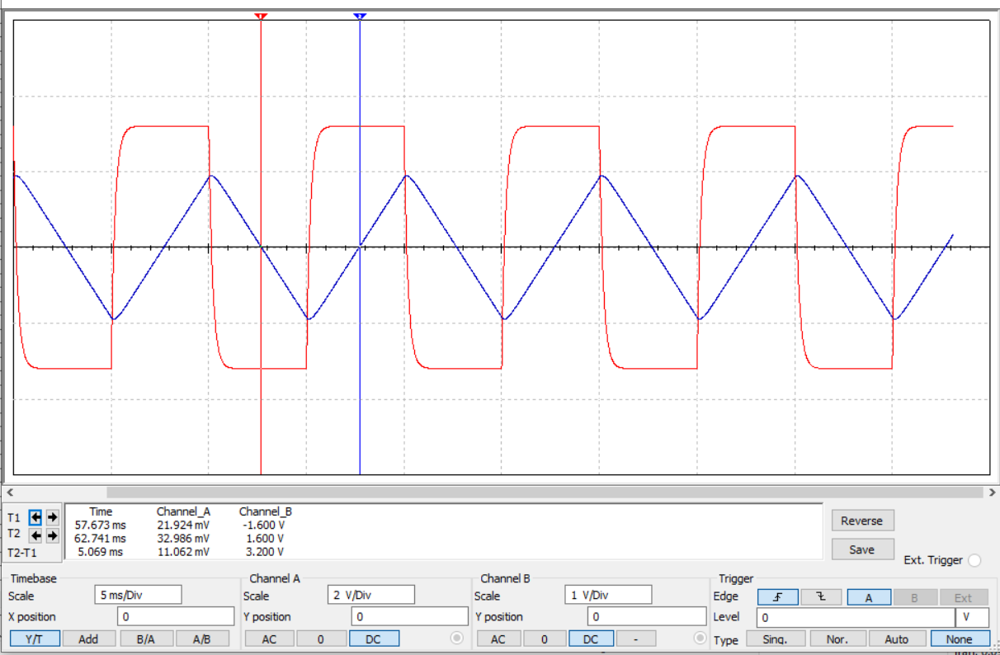 1 2
T1 Time Channel_A Channel_B
57.673 ms 21.924 mV -1.600 V
T2 62.741 ms 32.986 mV 1.600 V
T2-T1 5.069 ms 11.062 mV 3.200 V
Reverse
Save
Ext. Trigger
Timebase
Scale 5 ms/Div
X position 0
Y/T Add B/A A/B
Channel A
Scale 2 V/Div
Y position 0
AC 0 DC
Channel B
Scale 1 V/Div
Y position 0
AC 0 DC -
Trigger
Edge A B Ext
Level 0 V
Type Sing. Nor. Auto None